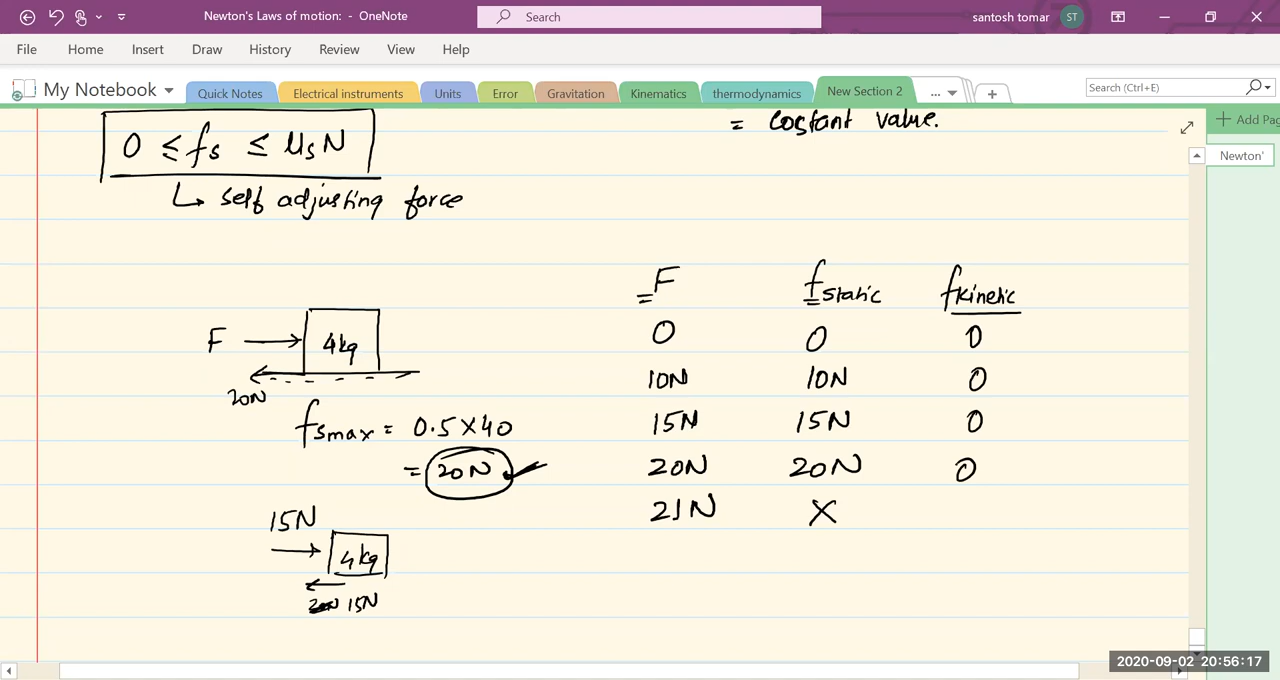 Newton's Laws of motion: - OneNote
Search
santosh tomar ST
File Home Insert Draw History Review View Help
My Notebook
Quick Notes Electrical instruments Units Error Gravitation Kinematics thermodynamics New Section 2 ... +
Search (Ctrl+E)
+ Add Pag
Newton'
= costant value.
0 ≤ fs ≤ μsN
↳ self adjusting force
F → 4kg
20N
fsmax = 0.5×40
= 20N ✓
15N
4kg
20N 15N
F fstatic fkinetic
0 0 0
10N 10N 0
15N 15N 0
20N 20N 0
21N X
2020-09-02 20:56:17